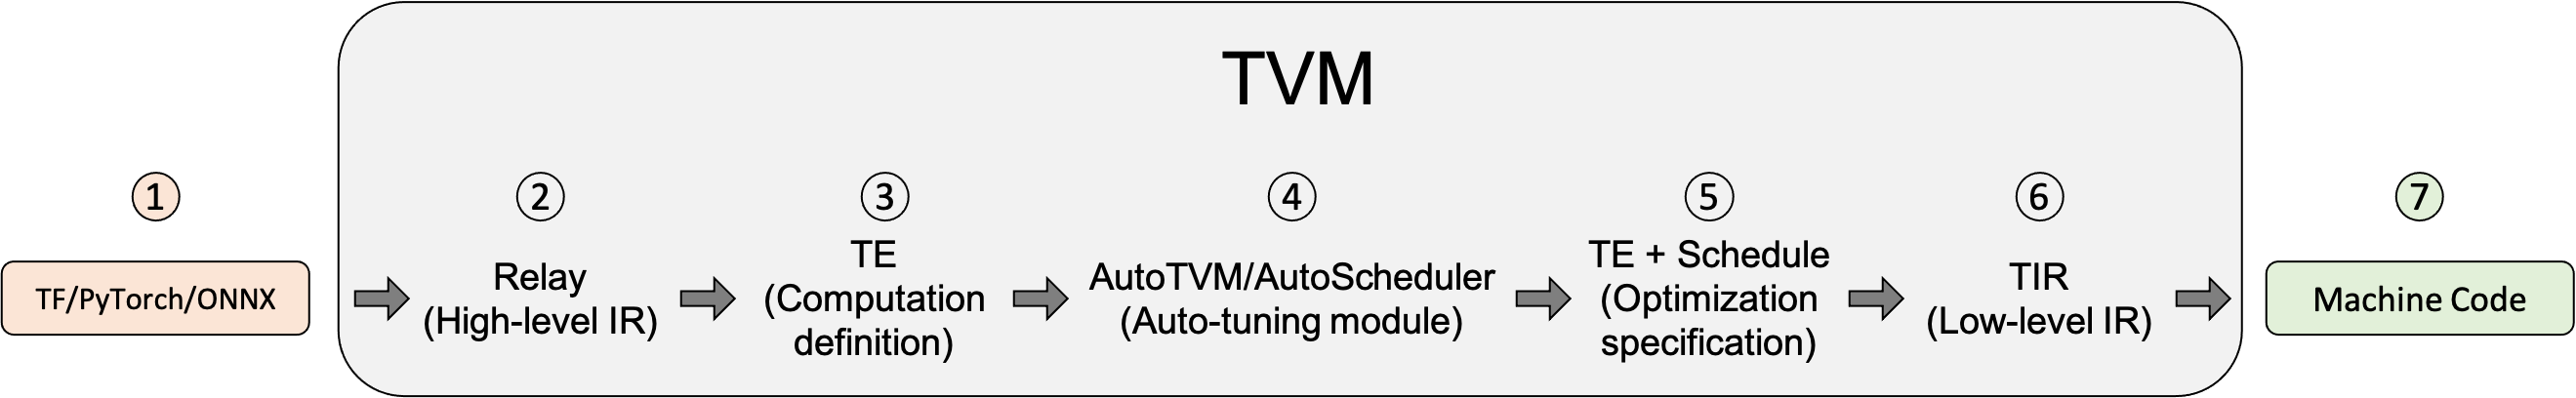 TVM
1
TF/PyTorch/ONNX
2
Relay
(High-level IR)
3
TE
(Computation
definition)
4
AutoTVM/AutoScheduler
(Auto-tuning module)
5
TE + Schedule
(Optimization
specification)
6
TIR
(Low-level IR)
7
Machine Code